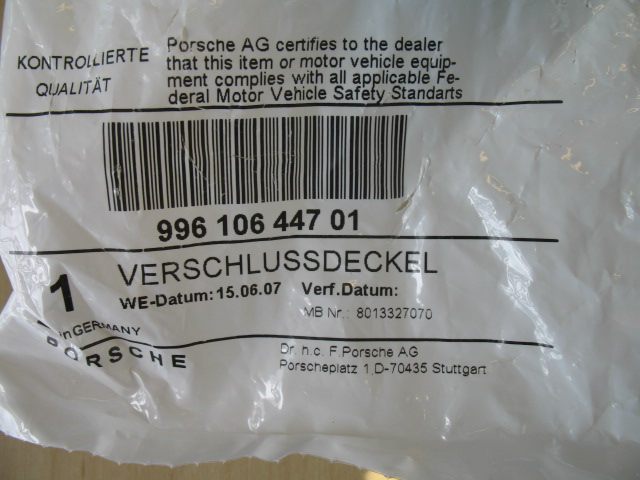 KONTROLLIERTE
QUALITÄT
Porsche AG certifies to the dealer
that this item or motor vehicle equip-
ment complies with all applicable Fe-
deral Motor Vehicle Safety Standarts
996 106 447 01
1 VERSCHLUSSDECKEL
WE-Datum: 15.06.07 Verf.Datum:
MB Nr.: 8013327070
in GERMANY
PORSCHE
Dr. h.c. F.Porsche AG
Porscheplatz 1,D-70435 Stuttgart